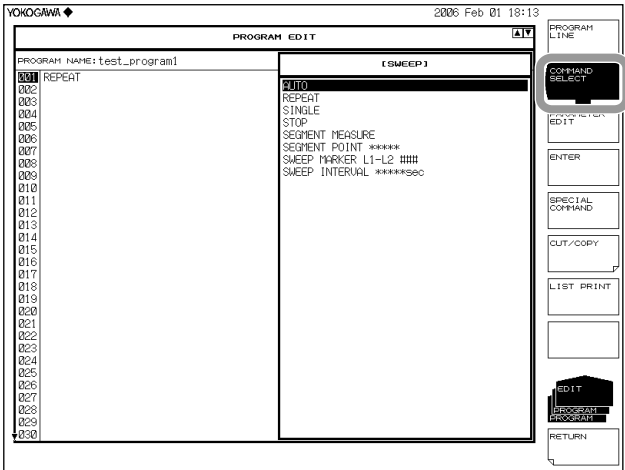 YOKOGAWA ◆ 2006 Feb 01 18:13
PROGRAM EDIT ▲▼
PROGRAM NAME:test_program1
[SWEEP]
001 REPEAT
002
003
004
005
006
007
008
009
010
011
012
013
014
015
016
017
018
019
020
021
022
023
024
025
026
027
028
029
▼030
AUTO
REPEAT
SINGLE
STOP
SEGMENT MEASURE
SEGMENT POINT *****
SWEEP MARKER L1-L2 ###
SWEEP INTERVAL *****sec
PROGRAM
LINE
COMMAND
SELECT
PARAMETER
EDIT
ENTER
SPECIAL
COMMAND
CUT/COPY
LIST PRINT
EDIT
PROGRAM
PROGRAM
RETURN